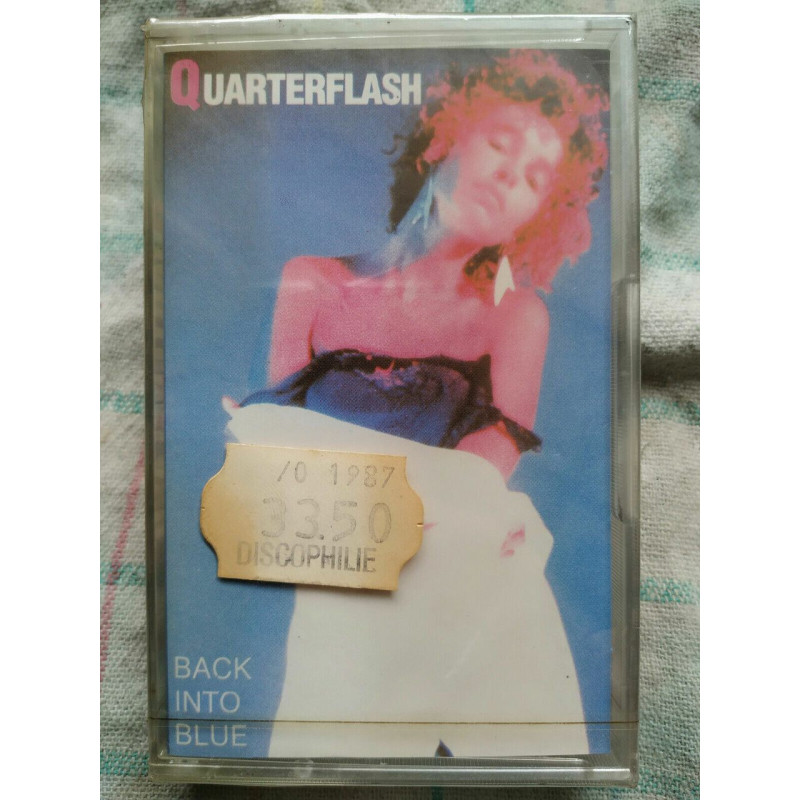 QUARTERFLASH
/0 1987
33.50
DISCOPHILIE
BACK
INTO
BLUE